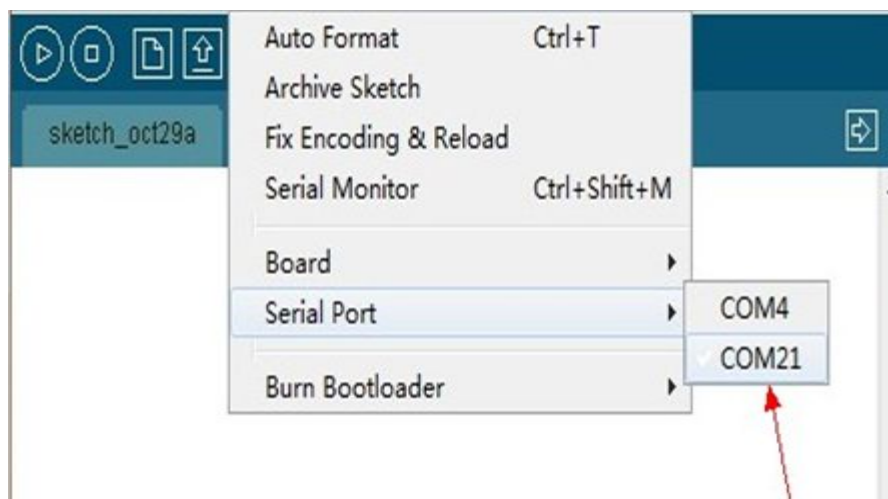 Auto Format Ctrl+T
Archive Sketch
sketch_oct29a
Fix Encoding & Reload
Serial Monitor Ctrl+Shift+M
Board
Serial Port
COM4
COM21
Burn Bootloader